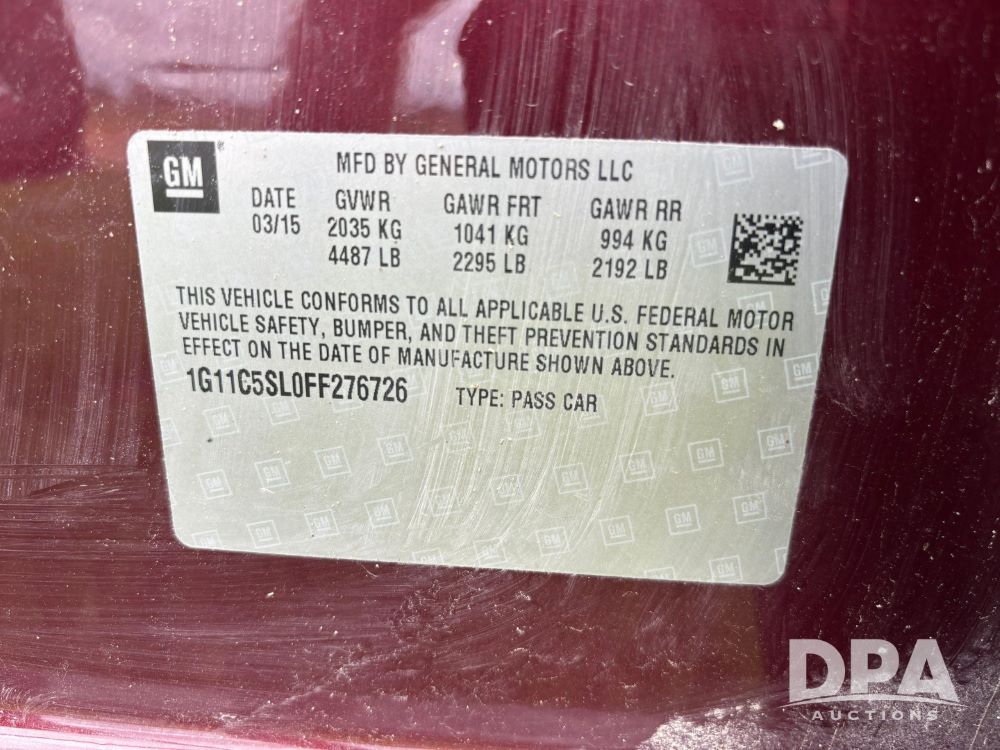 GM
MFD BY GENERAL MOTORS LLC
DATE GVWR GAWR FRT GAWR RR
03/15 2035 KG 1041 KG 994 KG
4487 LB 2295 LB 2192 LB
THIS VEHICLE CONFORMS TO ALL APPLICABLE U.S. FEDERAL MOTOR
VEHICLE SAFETY, BUMPER, AND THEFT PREVENTION STANDARDS IN
EFFECT ON THE DATE OF MANUFACTURE SHOWN ABOVE.
1G11C5SL0FF276726 TYPE: PASS CAR
DPA
AUCTIONS